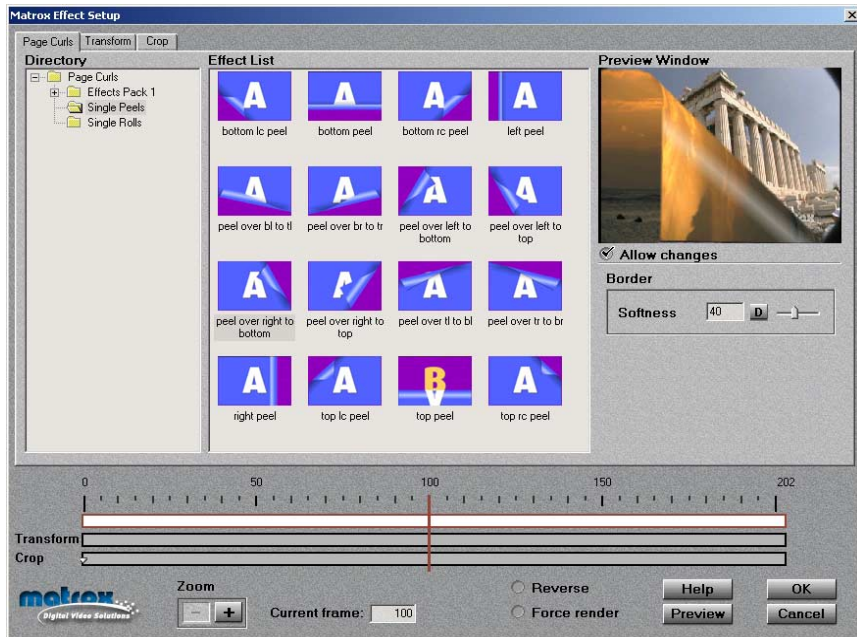 Matrox Effect Setup
Page Curls Transform Crop
Directory
Page Curls
Effects Pack 1
Single Peels
Single Rolls
Effect List
A A A A
bottom lc peel bottom peel bottom rc peel left peel
A A A A
peel over bl to tl peel over br to tr peel over left to bottom peel over left to top
A A A A
peel over right to bottom peel over right to top peel over tl to bl peel over tr to br
A A B A
right peel top lc peel top peel top rc peel
Preview Window
Allow changes
Border
Softness 40 D
0 50 100 150 202
Transform
Crop
matrox
Digital Video Solutions
Zoom
- +
Current frame: 100
Reverse
Force render
Help OK
Preview Cancel